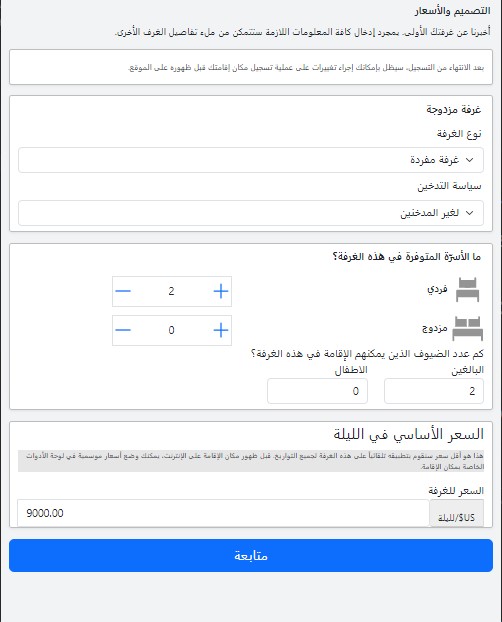 التصميم والأسعار
أخبرنا عن غرفتك الأولى. بمجرد إدخال كافة المعلومات اللازمة ستتمكن من ملء تفاصيل الغرف الأخرى.
بعد الانتهاء من التسجيل، سيظل بإمكانك إجراء تغييرات على عملية تسجيل مكان إقامتك قبل ظهوره على الموقع.
غرفة مزدوجة
نوع الغرفة
غرفة مفردة
سياسة التدخين
لغير المدخنين
ما الأسرّة المتوفرة في هذه الغرفة؟
فردي
2
مزدوج
0
كم عدد الضيوف الذين يمكنهم الإقامة في هذه الغرفة؟
البالغين الاطفال
2 0
السعر الأساسي في الليلة
هذا هو أقل سعر سنقوم بتطبيقه تلقائياً على هذه الغرفة لجميع التواريخ. قبل ظهور مكان الإقامة على الإنترنت، يمكنك وضع أسعار موسمية في لوحة الأدوات
الخاصة بمكان الإقامة.
السعر للغرفة
US$/لليلة 9000.00
متابعة